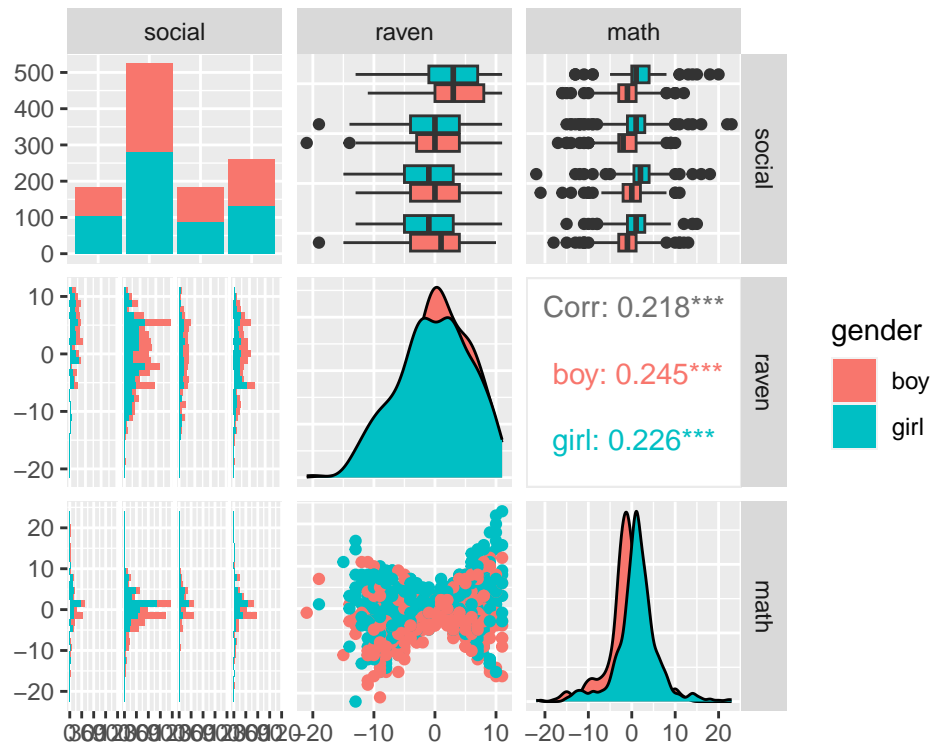 social raven math
500
400
300
200
100
0
social
10
0
−10
−20
Corr: 0.218***
boy: 0.245***
girl: 0.226***
raven
gender
boy
girl
20
10
0
−10
−20
math
−20 −10 0 10 −20 −10 0 10 20